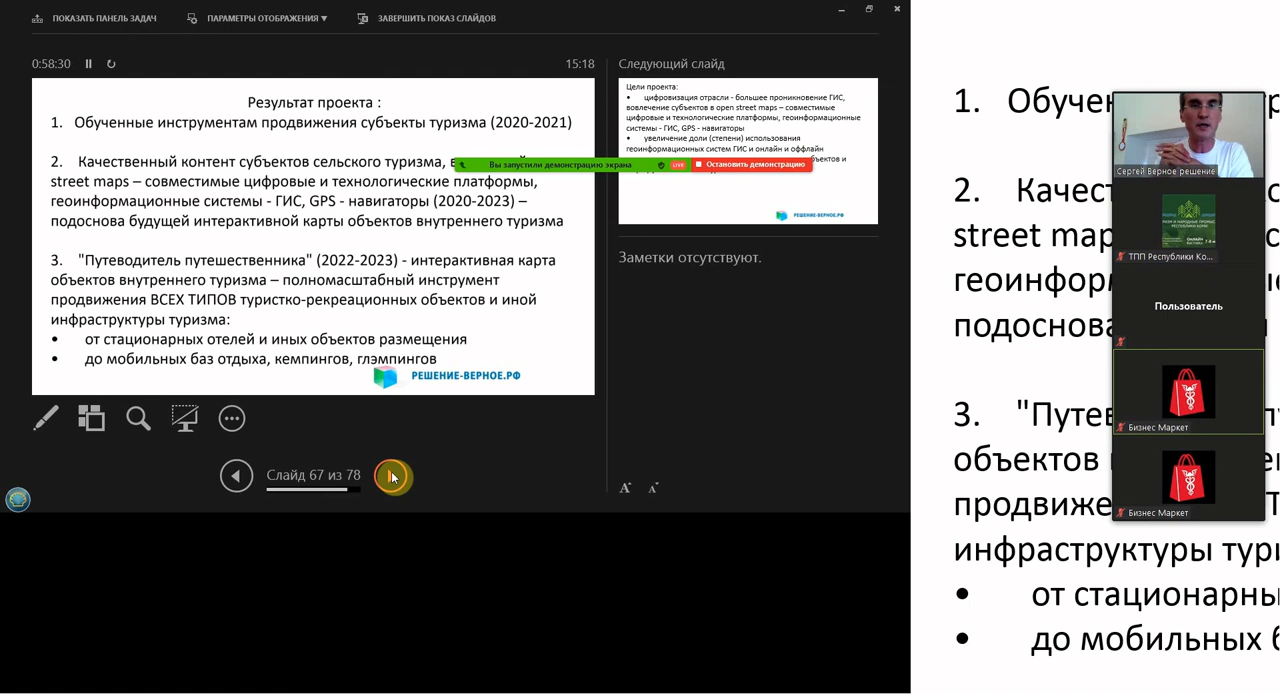 ПОКАЗАТЬ ПАНЕЛЬ ЗАДАЧ
ПАРАМЕТРЫ ОТОБРАЖЕНИЯ ▼
ЗАВЕРШИТЬ ПОКАЗ СЛАЙДОВ
0:58:30
15:18
Результат проекта :
1. Обученные инструментам продвижения субъекты туризма (2020-2021)
2. Качественный контент субъектов сельского туризма,
street maps – совместимые цифровые и технологические платформы,
геоинформационные системы - ГИС, GPS - навигаторы (2020-2023) –
подоснова будущей интерактивной карты объектов внутреннего туризма
3. "Путеводитель путешественника" (2022-2023) - интерактивная карта
объектов внутреннего туризма – полномасштабный инструмент
продвижения ВСЕХ ТИПОВ туристко-рекреационных объектов и иной
инфраструктуры туризма:
• от стационарных отелей и иных объектов размещения
• до мобильных баз отдыха, кемпингов, глэмпингов
РЕШЕНИЕ-ВЕРНОЕ.РФ
Слайд 67 из 78
Вы запустили демонстрацию экрана
LIVE
Остановить демонстрацию
Следующий слайд
Цели проекта:
• цифровизация отрасли - большее проникновение ГИС,
вовлечение субъектов в open street maps – совместимые
цифровые и технологические платформы, геоинформационные
системы - ГИС, GPS - навигаторы
• увеличение доли (степени) использования
геоинформационных систем ГИС и онлайн и оффлайн
РЕШЕНИЕ-ВЕРНОЕ.РФ
Заметки отсутствуют.
1. Обучен
2. Качест
street map
геоинформ
подоснова
3. "Путев
объектов
продвиже
инфраструктуры тури
• от стационарны
• до мобильных б
Сергей Верное решение
ТПП Республики Ко...
Пользователь
Бизнес Маркет
Бизнес Маркет